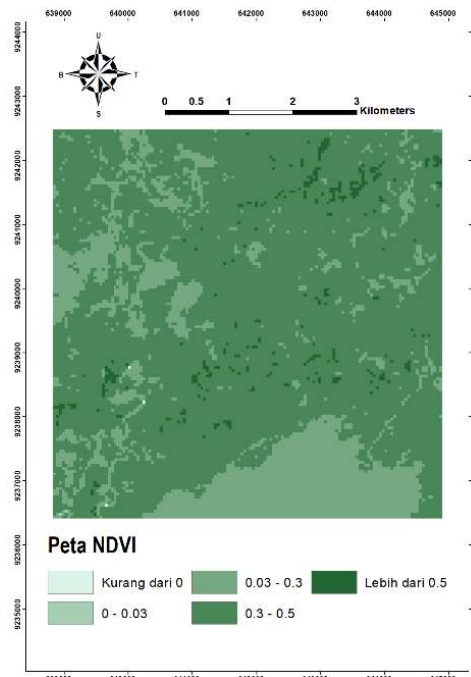 639000 640000 641000 642000 643000 644000 645000
U
B T
S
0 0.5 1 2 3
Kilometers
9244000
9243000
9242000
9241000
9240000
9239000
9238000
9237000
9236000
9235000
Peta NDVI
Kurang dari 0
0.03 - 0.3
Lebih dari 0.5
0 - 0.03
0.3 - 0.5